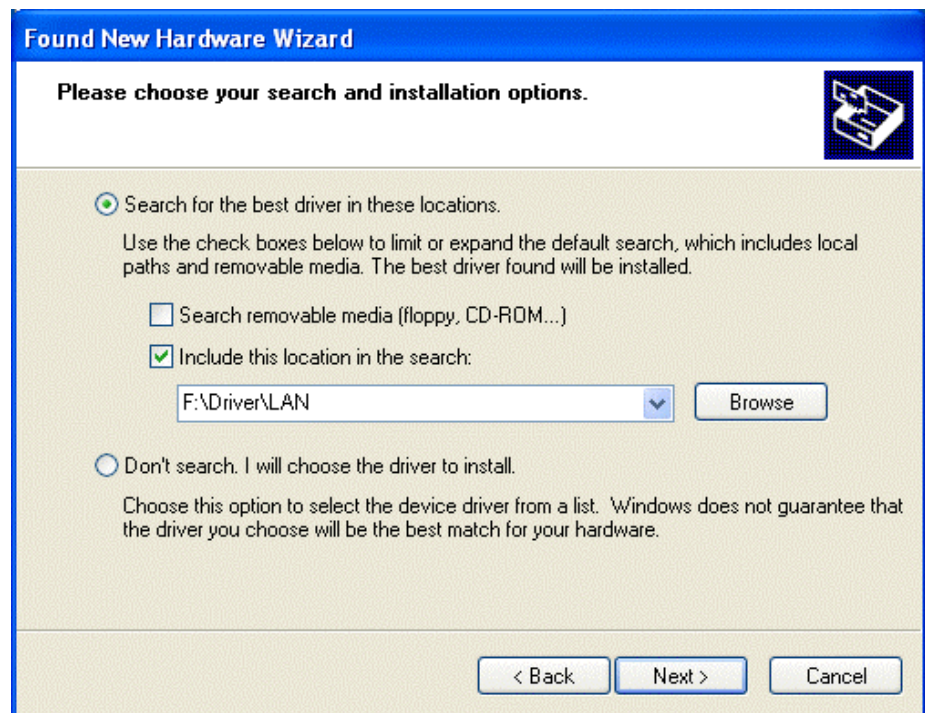 Found New Hardware Wizard
Please choose your search and installation options.
Search for the best driver in these locations.
Use the check boxes below to limit or expand the default search, which includes local
paths and removable media. The best driver found will be installed.
Search removable media (floppy, CD-ROM...)
Include this location in the search:
F:\Driver\LAN
Browse
Don't search. I will choose the driver to install.
Choose this option to select the device driver from a list.  Windows does not guarantee that
the driver you choose will be the best match for your hardware.
< Back
Next >
Cancel